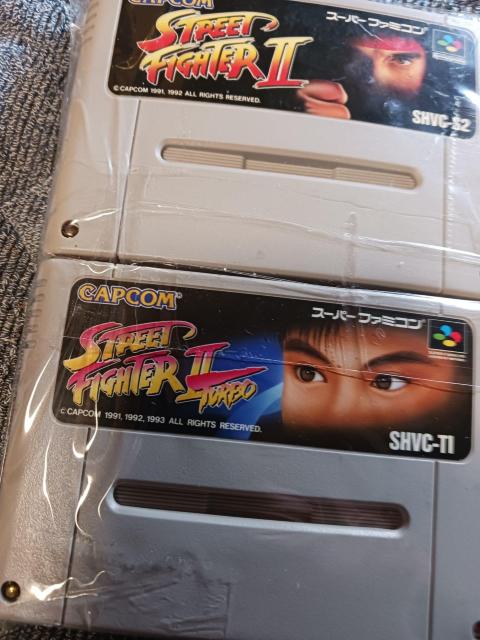 CAPCOM
STREET
FIGHTER II
スーパーファミコン
© CAPCOM 1991, 1992 ALL RIGHTS RESERVED.
SHVC-S2
CAPCOM
スーパーファミコン
STREET
FIGHTER II
TURBO
© CAPCOM 1991, 1992, 1993 ALL RIGHTS RESERVED.
SHVC-TI